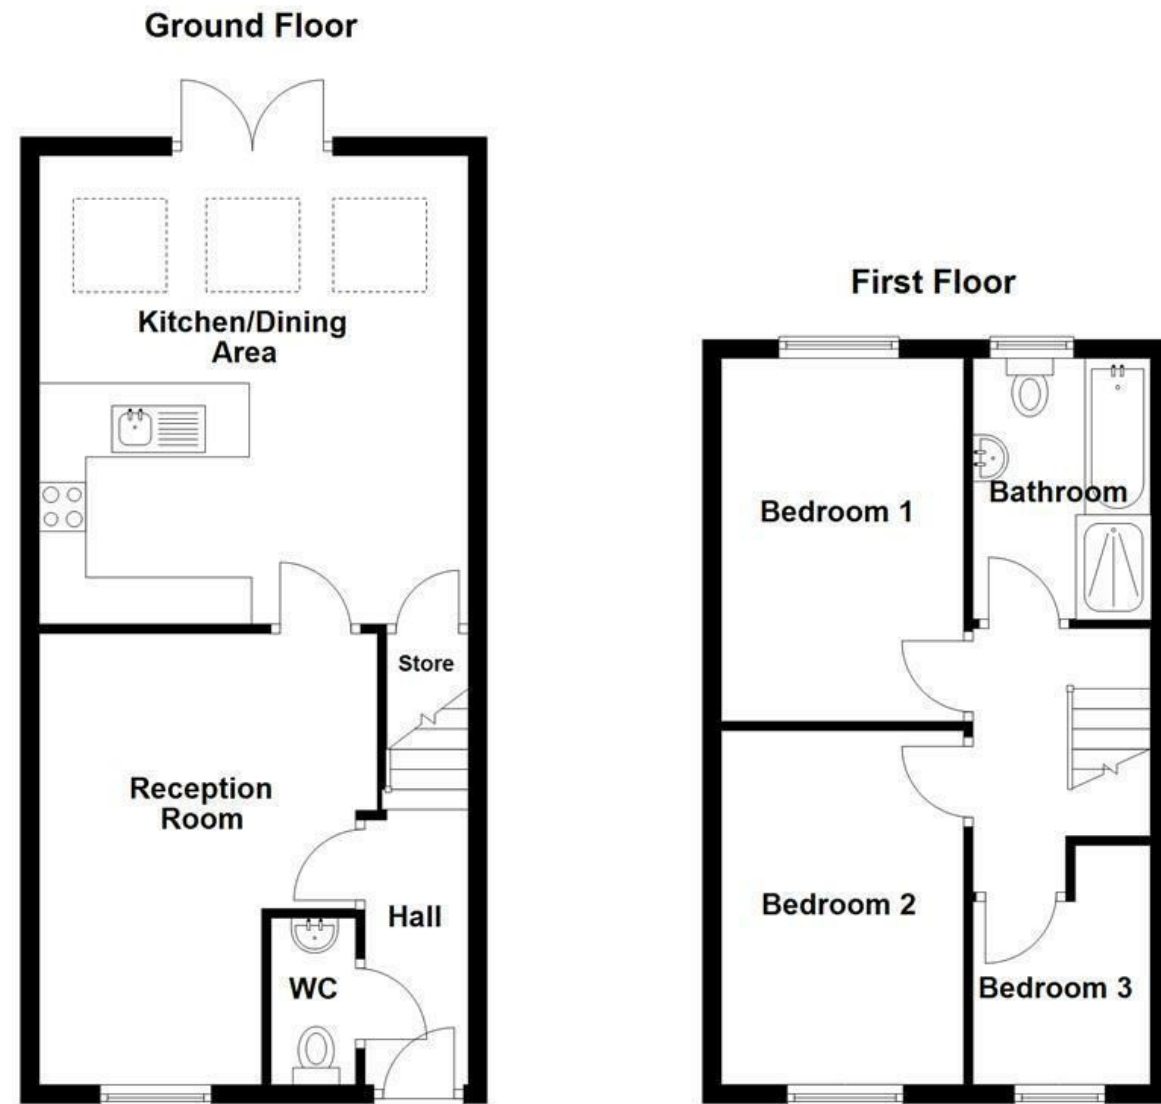 Ground Floor
Kitchen/Dining
Area
Store
Reception
Room
Hall
WC
First Floor
Bedroom 1
Bathroom
Bedroom 2
Bedroom 3